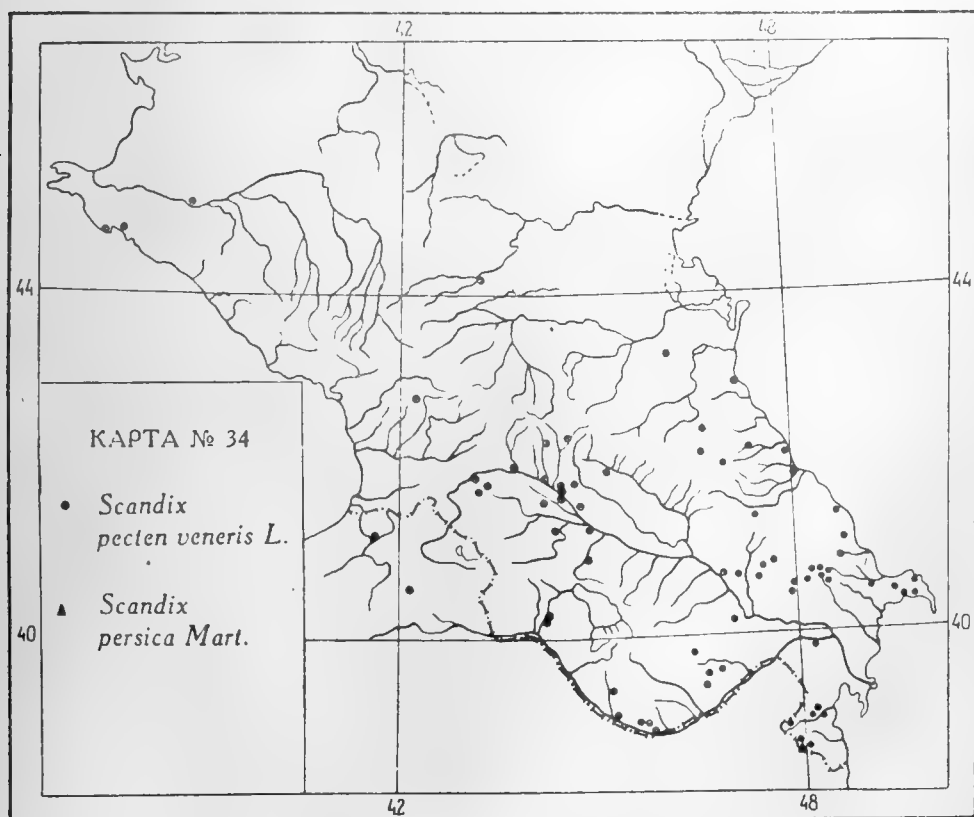 42 48
44 44
КАРТА № 34
Scandix
pecten veneris L.
Scandix
persica Mart.
40 40
42 48